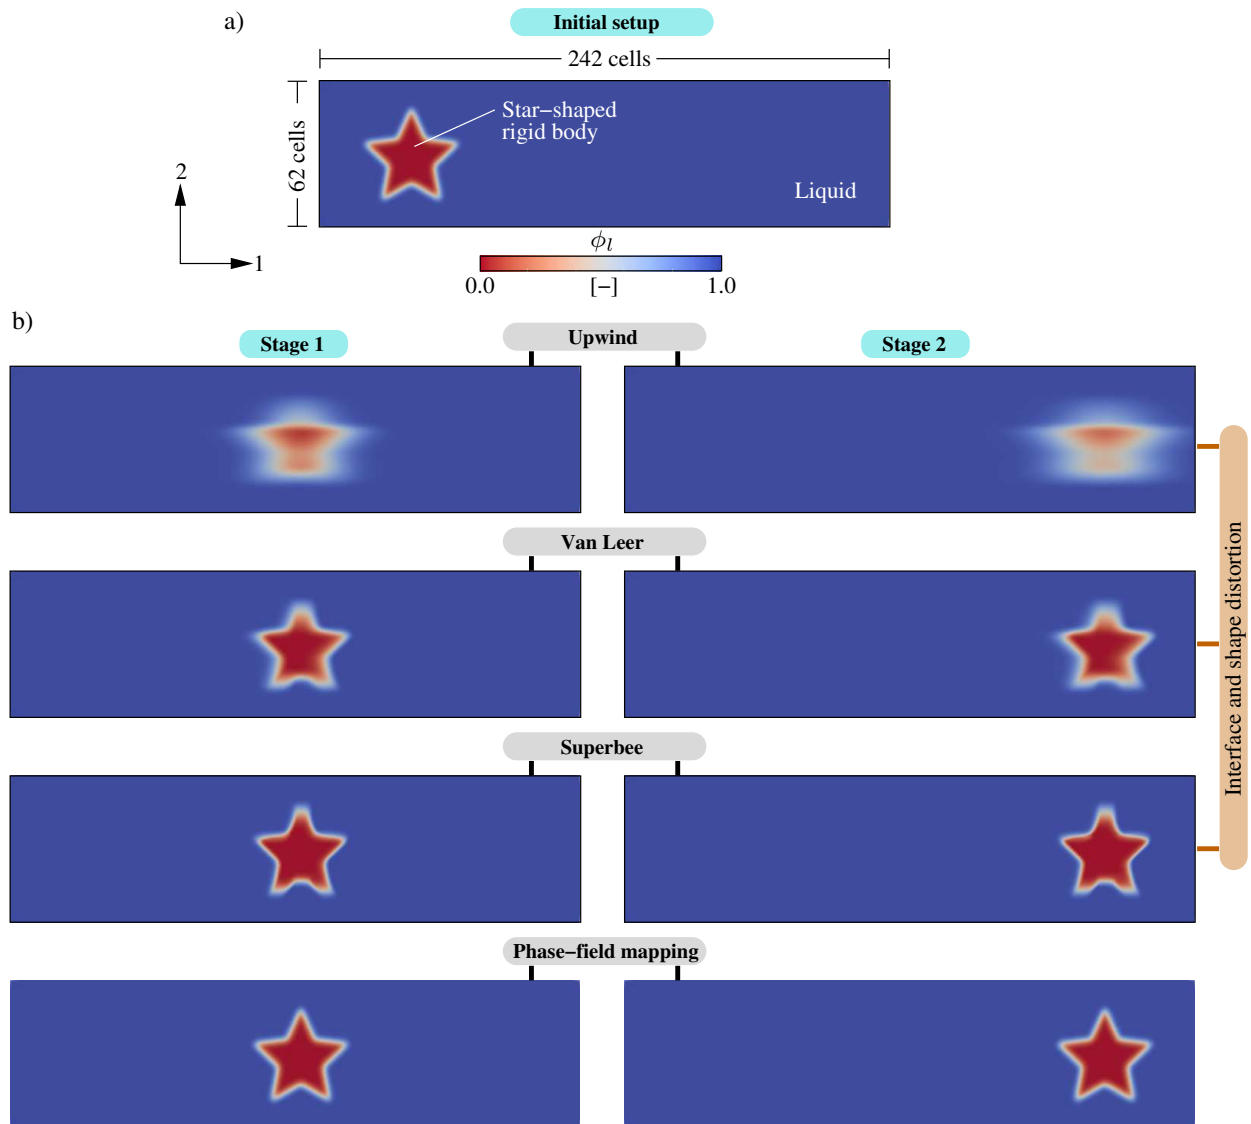 a)
Initial setup
242 cells
62 cells
Star−shaped
rigid body
Liquid
2
1
ϕl
0.0
[−]
1.0
b)
Stage 1
Upwind
Stage 2
Van Leer
Superbee
Phase−field mapping
Interface and shape distortion